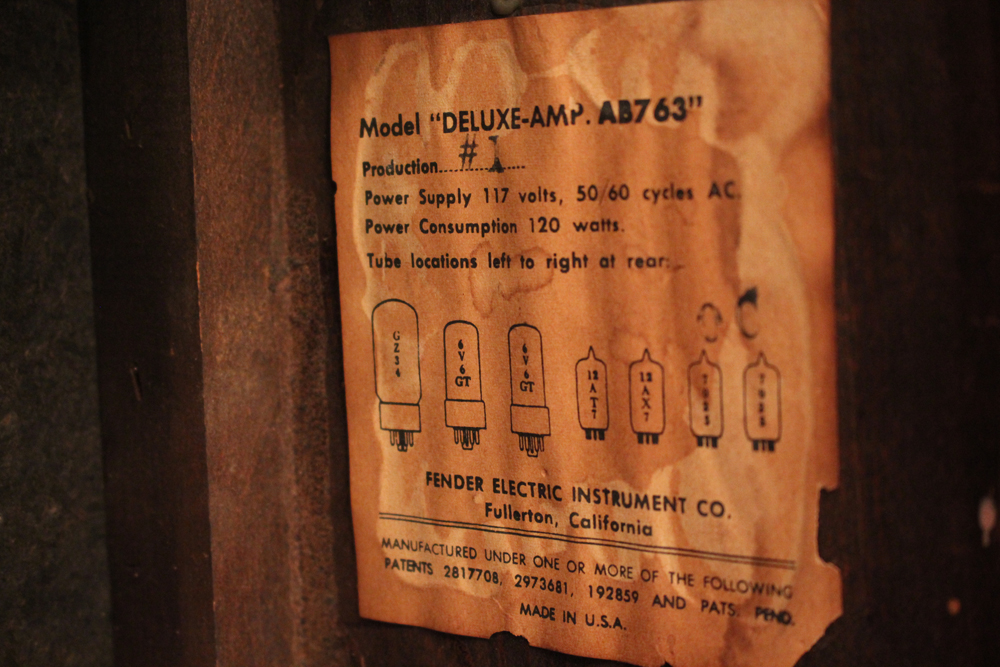 Model "DELUXE-AMP. AB763"
Production....#1......
Power Supply 117 volts, 50/60 cycles AC.
Power Consumption 120 watts.
Tube locations left to right at rear:
GZ34 6V6GT 6V6GT 12AT7 12AX7 7025 7025
FENDER ELECTRIC INSTRUMENT CO.
Fullerton, California
MANUFACTURED UNDER ONE OR MORE OF THE FOLLOWING
PATENTS 2817708, 2973681, 192859 AND PATS. PEND.
MADE IN U.S.A.